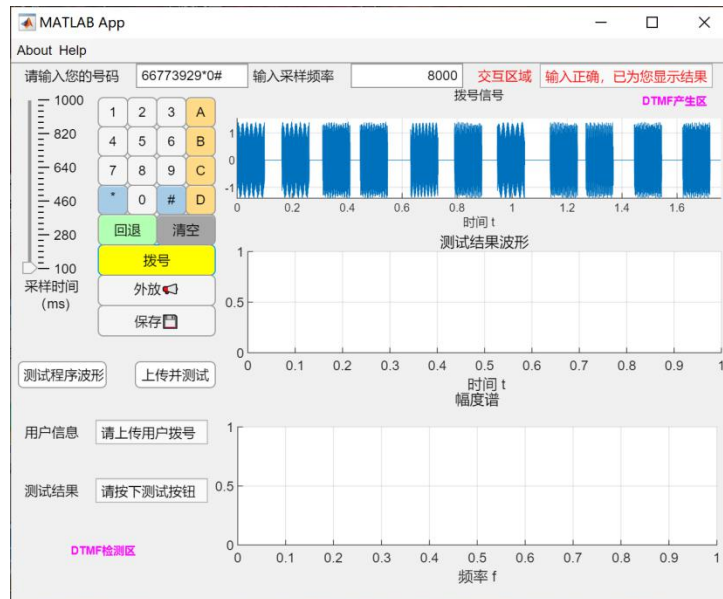 MATLAB App
About Help
请输入您的号码 66773929*0# 输入采样频率 8000 交互区域 输入正确，已为您显示结果
拨号信号 DTMF产生区
1000
820
640
460
280
100
采样时间
(ms)
1 2 3 A
4 5 6 B
7 8 9 C
* 0 # D
回退 清空
拨号
外放
保存
1
0
-1
0 0.2 0.4 0.6 0.8 1 1.2 1.4 1.6
时间 t
测试结果波形
1
0.5
0
0 0.1 0.2 0.3 0.4 0.5 0.6 0.7 0.8 0.9 1
时间 t
测试程序波形 上传并测试
幅度谱
用户信息 请上传用户拨号
测试结果 请按下测试按钮
DTMF检测区
1
0.5
0
0 0.1 0.2 0.3 0.4 0.5 0.6 0.7 0.8 0.9 1
频率 f